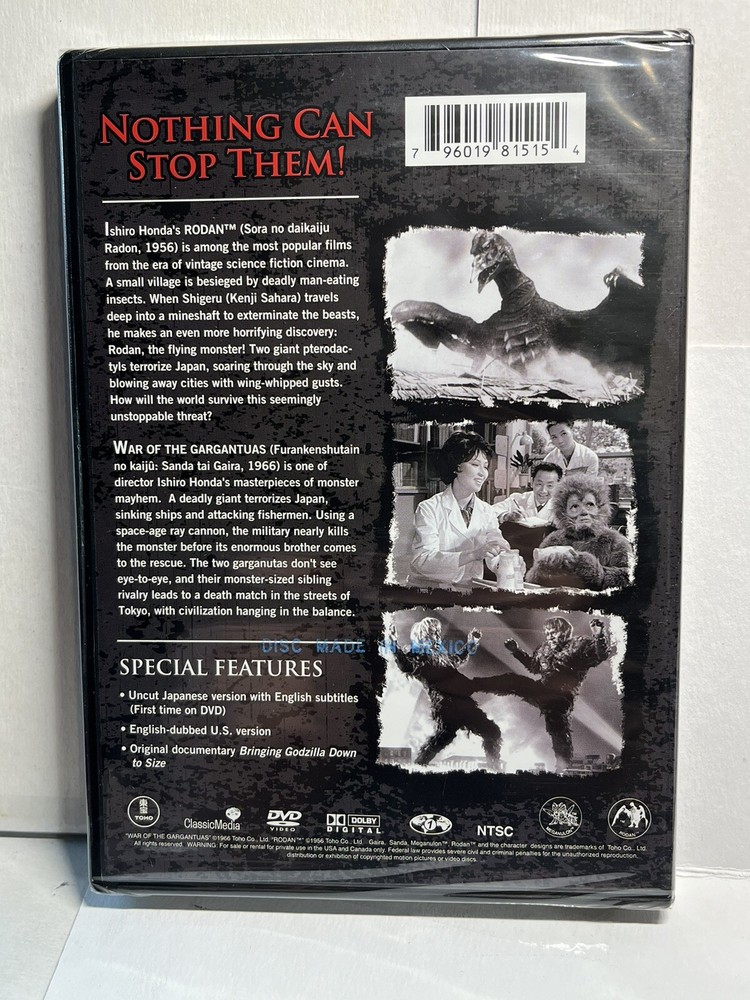 NOTHING CAN
STOP THEM!
7 96019 81515 4
Ishiro Honda's RODAN™ (Sora no daikaiju
Radon, 1956) is among the most popular films
from the era of vintage science fiction cinema.
A small village is besieged by deadly man-eating
insects. When Shigeru (Kenji Sahara) travels
deep into a mineshaft to exterminate the beasts,
he makes an even more horrifying discovery:
Rodan, the flying monster! Two giant pterodac-
tyls terrorize Japan, soaring through the sky and
blowing away cities with wing-whipped gusts.
How will the world survive this seemingly
unstoppable threat?
WAR OF THE GARGANTUAS (Furankenshutain
no kaijû: Sanda tai Gaira, 1966) is one of
director Ishiro Honda's masterpieces of monster
mayhem. A deadly giant terrorizes Japan,
sinking ships and attacking fishermen. Using a
space-age ray cannon, the military nearly kills
the monster before its enormous brother comes
to the rescue. The two garganutas don't see
eye-to-eye, and their monster-sized sibling
rivalry leads to a death match in the streets of
Tokyo, with civilization hanging in the balance.
DISC MADE IN MEXICO
SPECIAL FEATURES
• Uncut Japanese version with English subtitles
(First time on DVD)
• English-dubbed U.S. version
• Original documentary Bringing Godzilla Down
to Size
東宝 TOHO
ClassicMedia
DVD VIDEO
DOLBY DIGITAL
1
NTSC
MEGANULON™
RODAN™
"WAR OF THE GARGANTUAS" ©1966 Toho Co., Ltd. "RODAN™" ©1956 Toho Co., Ltd. Gaira, Sanda, Meganulon™, Rodan™ and the character designs are trademarks of Toho Co., Ltd.
All rights reserved. WARNING: For sale or rental for private use in the USA and Canada only. Federal law provides severe civil and criminal penalties for the unauthorized reproduction,
distribution or exhibition of copyrighted motion pictures or video discs.